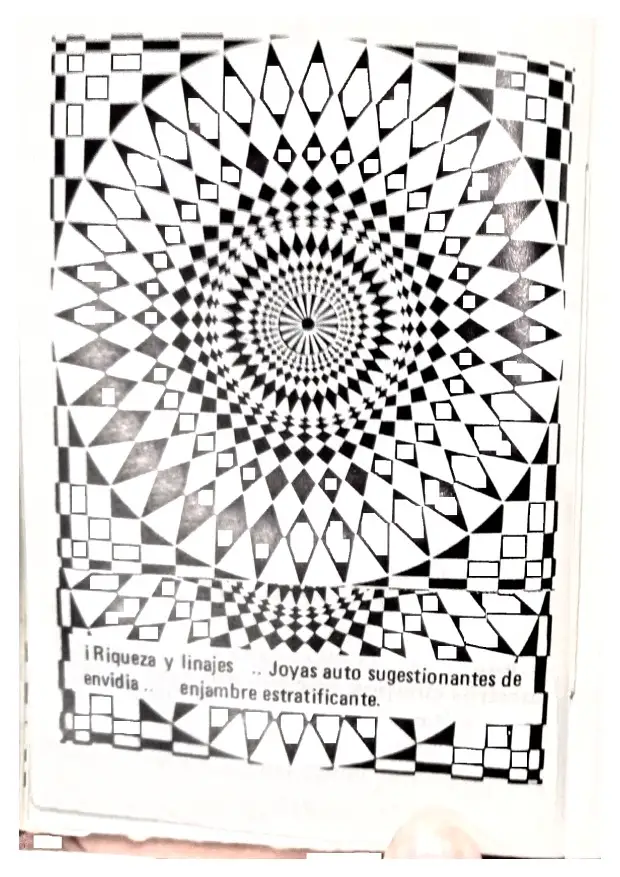 ¡Riqueza y linajes .. Joyas auto sugestionantes de
envidia .. enjambre estratificante.